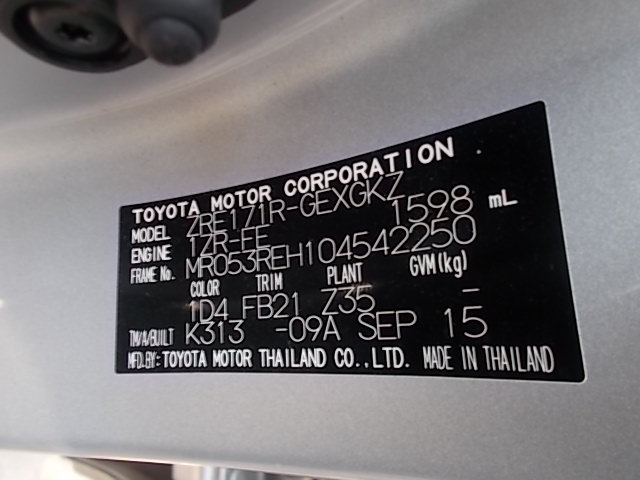 TOYOTA MOTOR CORPORATION
MODEL ZRE171R-GEXGKZ
ENGINE 1ZR-FE 1598 mL
FRAME No. MR053REH104542250
COLOR TRIM PLANT GVM(kg)
1D4 FB21 Z35 –
TM/A/BUILT K313 -09A SEP 15
MFD.BY:-TOYOTA MOTOR THAILAND CO.,LTD. MADE IN THAILAND